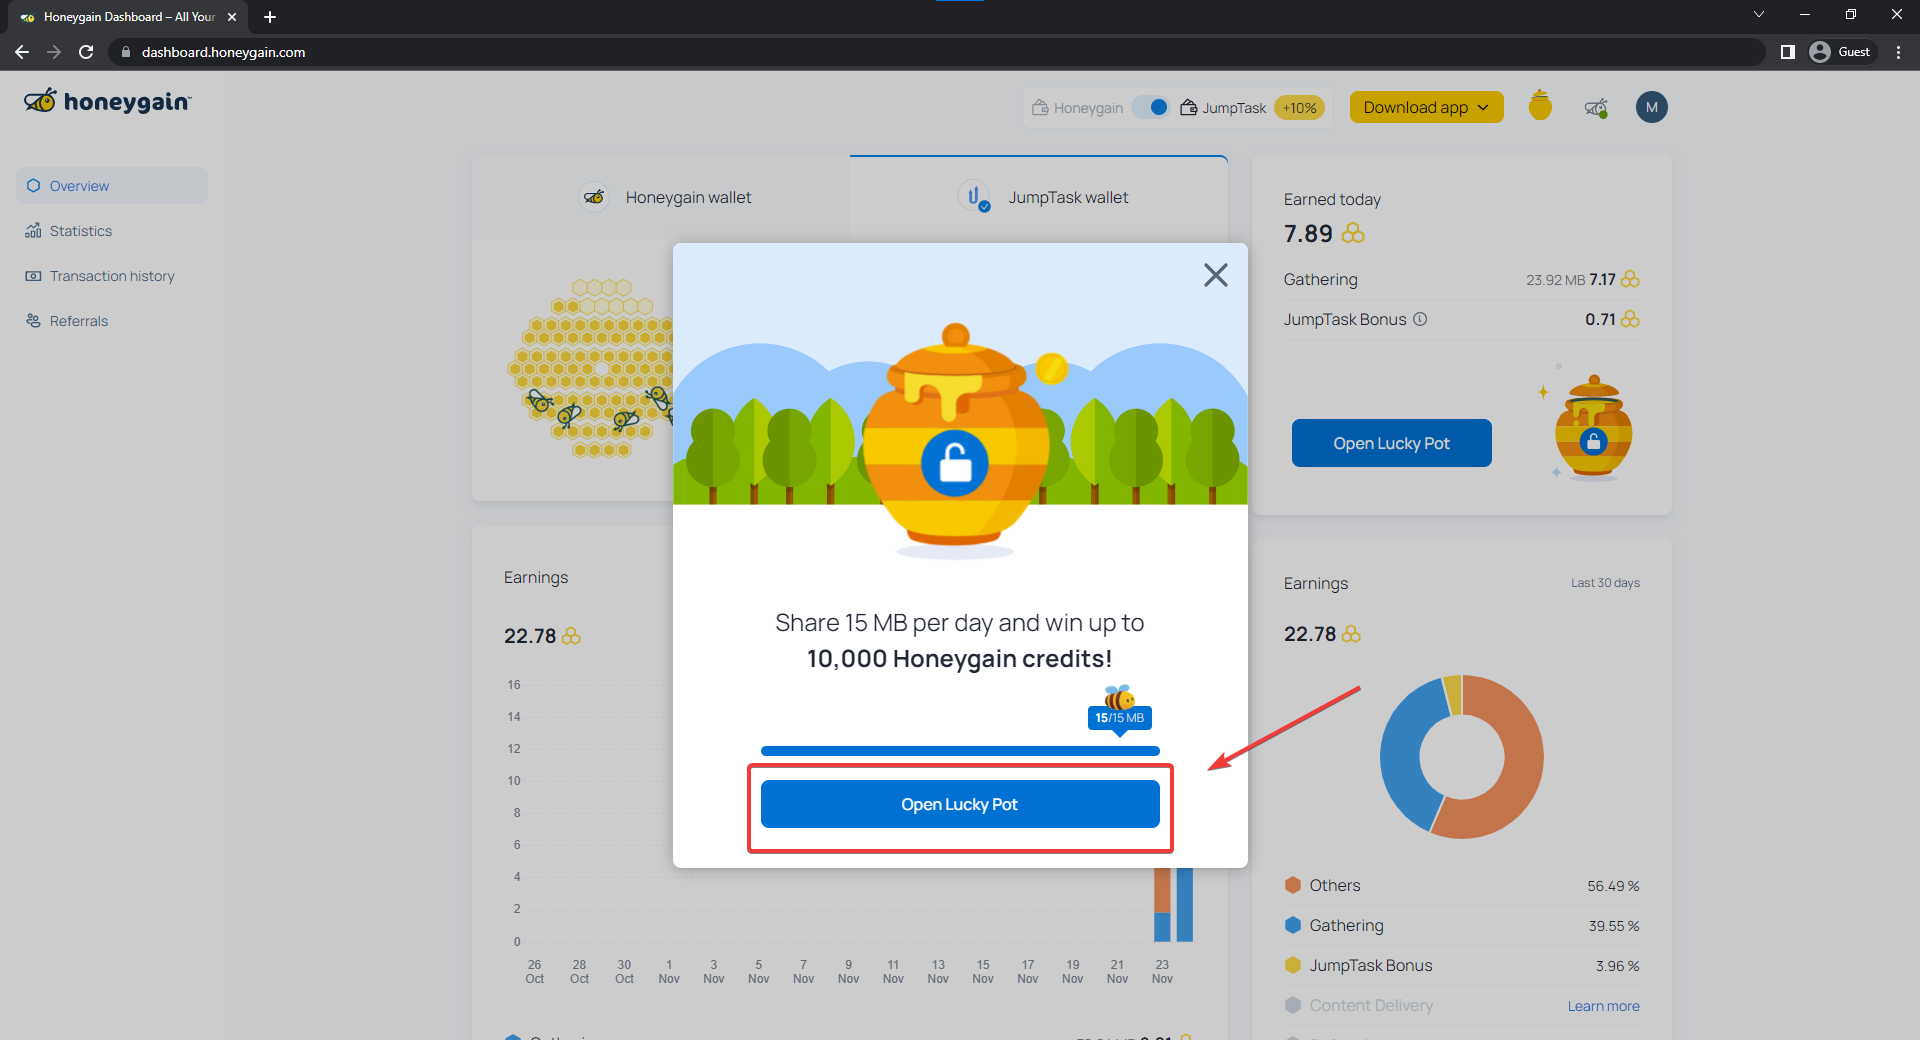 Honeygain Dashboard – All Your
dashboard.honeygain.com
Guest
honeygain
Honeygain
JumpTask
+10%
Download app
M
Overview
Statistics
Transaction history
Referrals
Honeygain wallet
JumpTask wallet
Earned today
7.89
Gathering 23.92 MB 7.17
JumpTask Bonus 0.71
Open Lucky Pot
Share 15 MB per day and win up to
10,000 Honeygain credits!
15/15 MB
Open Lucky Pot
Earnings
22.78
16
14
12
10
8
6
4
2
0
26 28 30 1 3 5 7 9 11 13 15 17 19 21 23
Oct Oct Oct Nov Nov Nov Nov Nov Nov Nov Nov Nov Nov Nov Nov
Earnings Last 30 days
22.78
Others 56.49 %
Gathering 39.55 %
JumpTask Bonus 3.96 %
Content Delivery Learn more